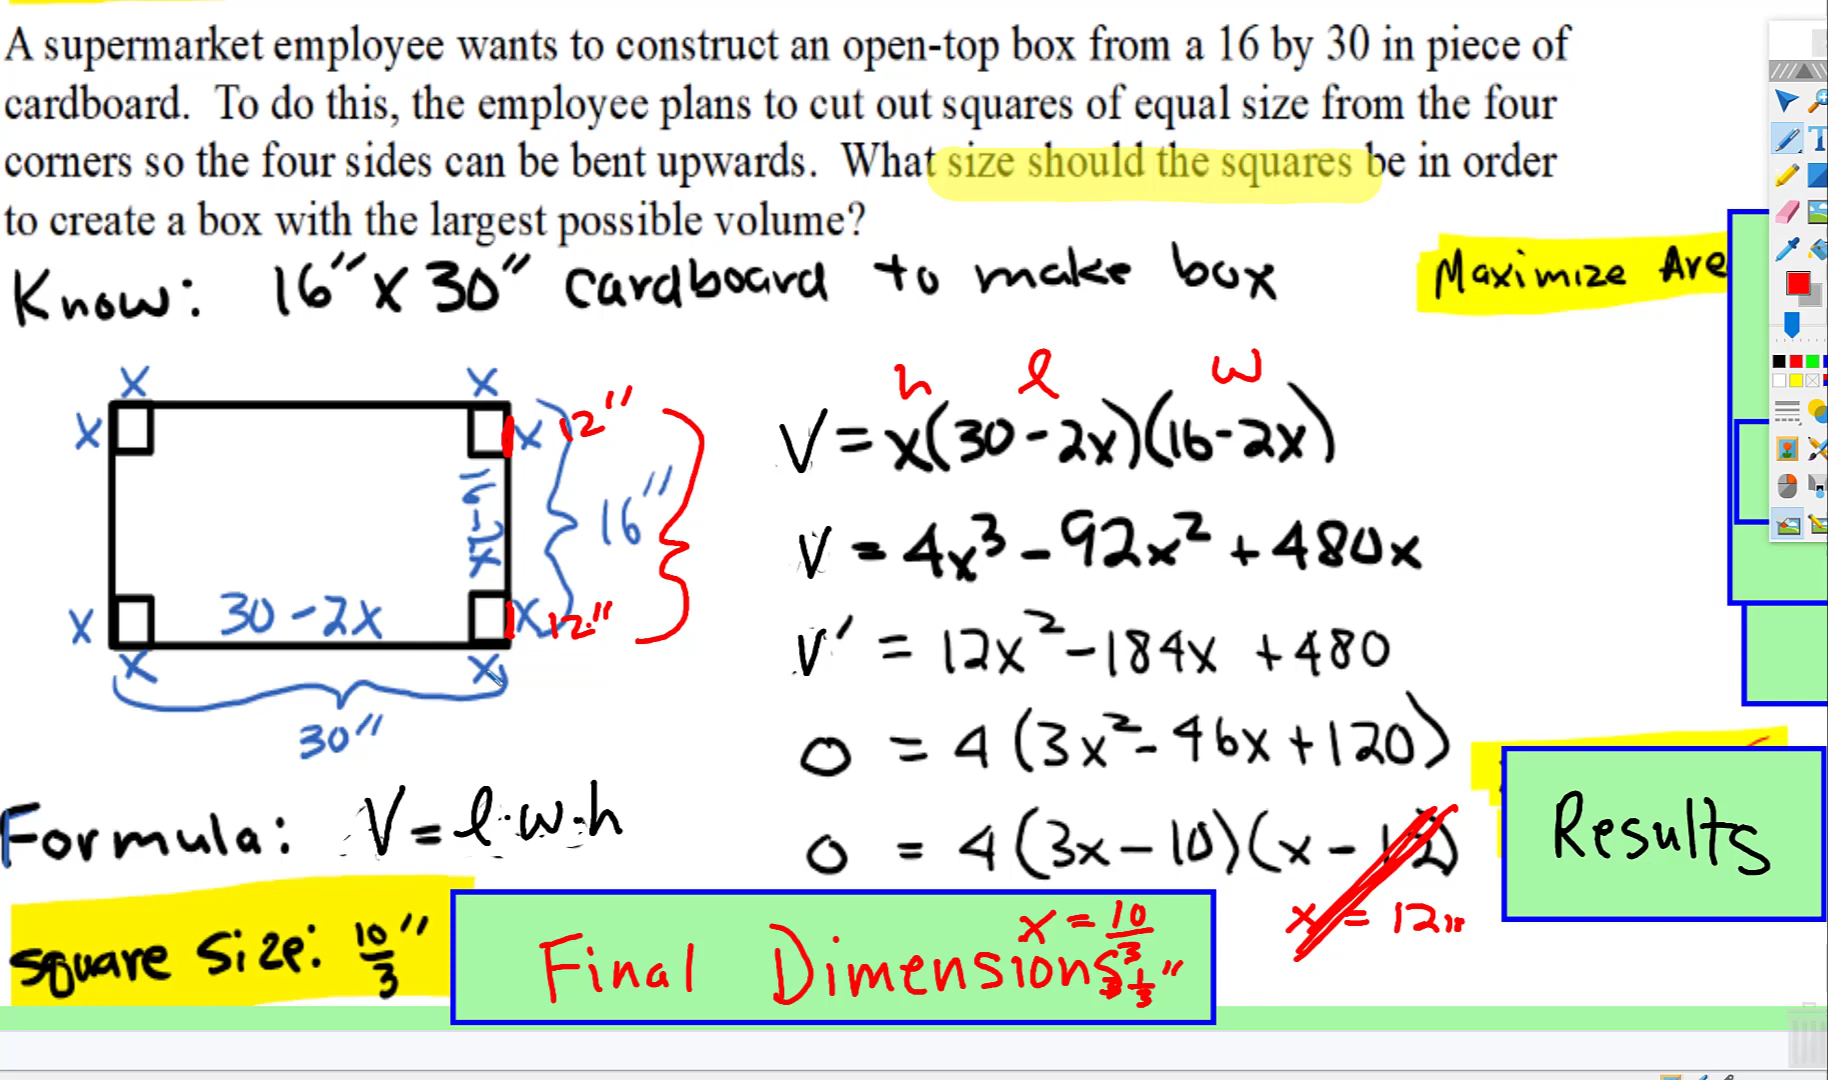 A supermarket employee wants to construct an open-top box from a 16 by 30 in piece of
cardboard. To do this, the employee plans to cut out squares of equal size from the four
corners so the four sides can be bent upwards. What size should the squares be in order
to create a box with the largest possible volume?
Know: 16" x 30" cardboard to make box
Maximize Are
h l w
x x
x x 12"
V = x(30 - 2x)(16 - 2x)
16 - 2x
16"
V = 4x³ - 92x² + 480x
x 30 - 2x x 12"
V' = 12x² - 184x + 480
x x
30"
0 = 4(3x² - 46x + 120)
Formula: V = l·w·h
0 = 4(3x - 10)(x - 12)
Results
x = 12"
Square Size: 10/3"
x = 10/3
Final Dimensions
3 1/3"
T